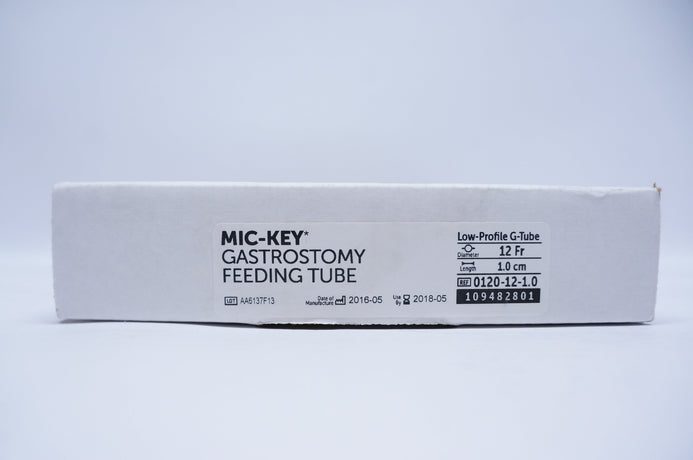 MIC-KEY*
GASTROSTOMY
FEEDING TUBE
LOT AA6137F13
Date of Manufacture 2016-05
Use By 2018-05
Low-Profile G-Tube
Diameter 12 Fr
Length 1.0 cm
REF 0120-12-1.0
109482801